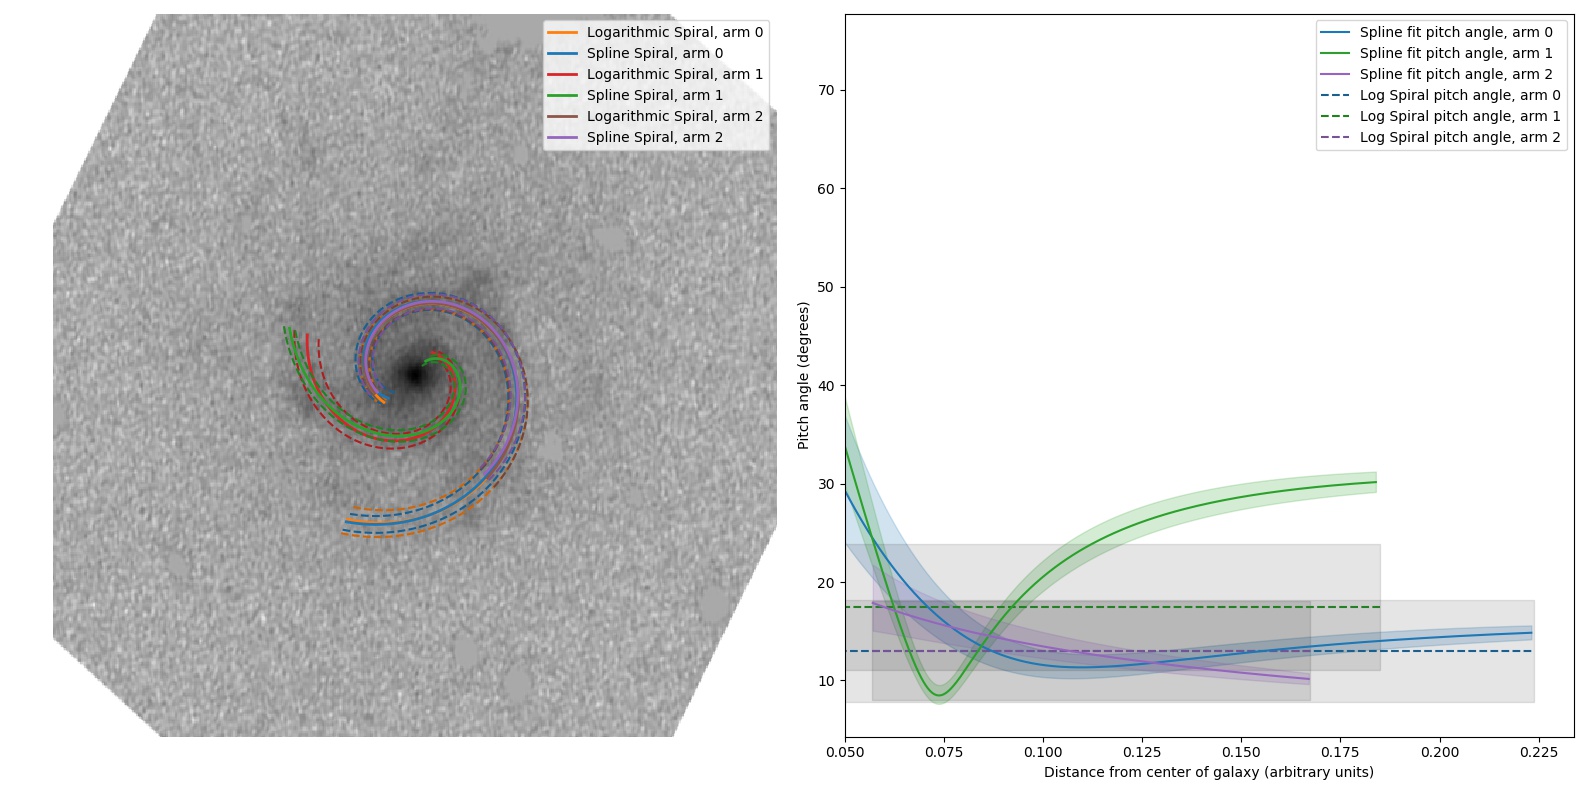 Logarithmic Spiral, arm 0
Spline Spiral, arm 0
Logarithmic Spiral, arm 1
Spline Spiral, arm 1
Logarithmic Spiral, arm 2
Spline Spiral, arm 2
Spline fit pitch angle, arm 0
Spline fit pitch angle, arm 1
Spline fit pitch angle, arm 2
Log Spiral pitch angle, arm 0
Log Spiral pitch angle, arm 1
Log Spiral pitch angle, arm 2
Pitch angle (degrees)
70
60
50
40
30
20
10
0.050 0.075 0.100 0.125 0.150 0.175 0.200 0.225
Distance from center of galaxy (arbitrary units)